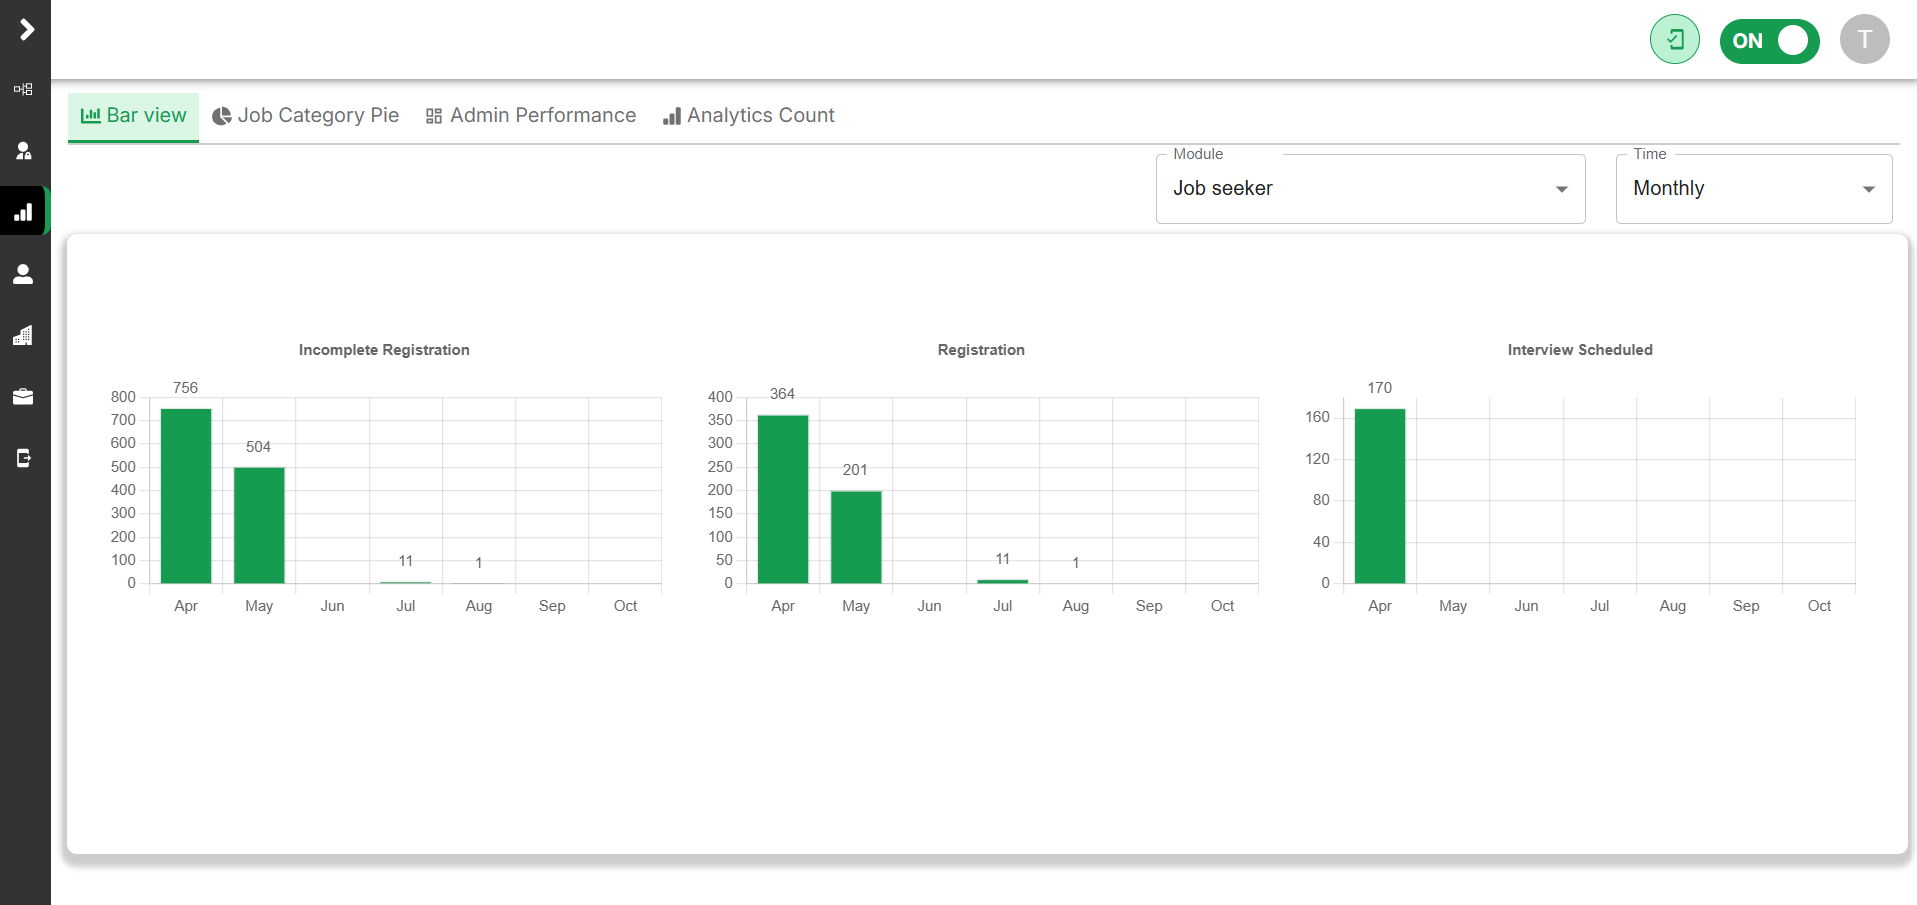 ON
T
Bar view
Job Category Pie
Admin Performance
Analytics Count
Module
Job seeker
Time
Monthly
Incomplete Registration
800
700
600
500
400
300
200
100
0
756
504
11
1
Apr May Jun Jul Aug Sep Oct
Registration
400
350
300
250
200
150
100
50
0
364
201
11
1
Apr May Jun Jul Aug Sep Oct
Interview Scheduled
160
120
80
40
0
170
Apr May Jun Jul Aug Sep Oct